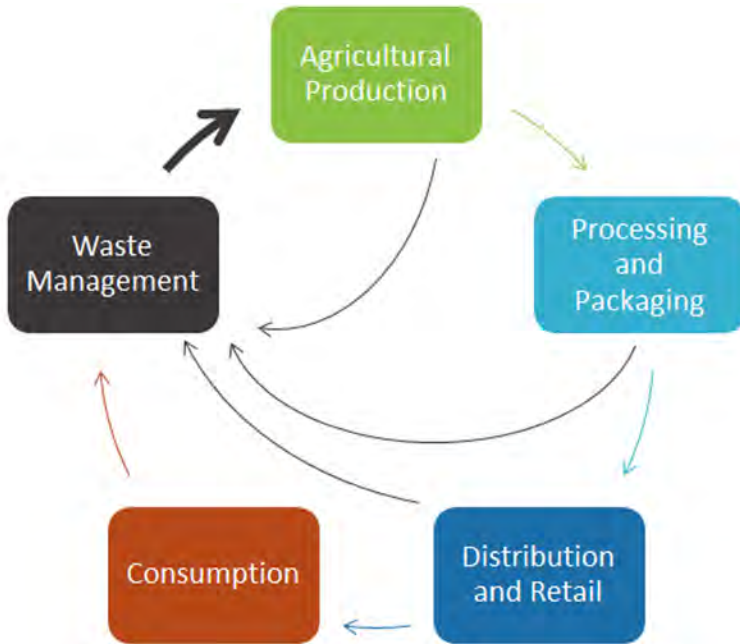 Agricultural
Production
Processing
and
Packaging
Distribution
and Retail
Consumption
Waste
Management